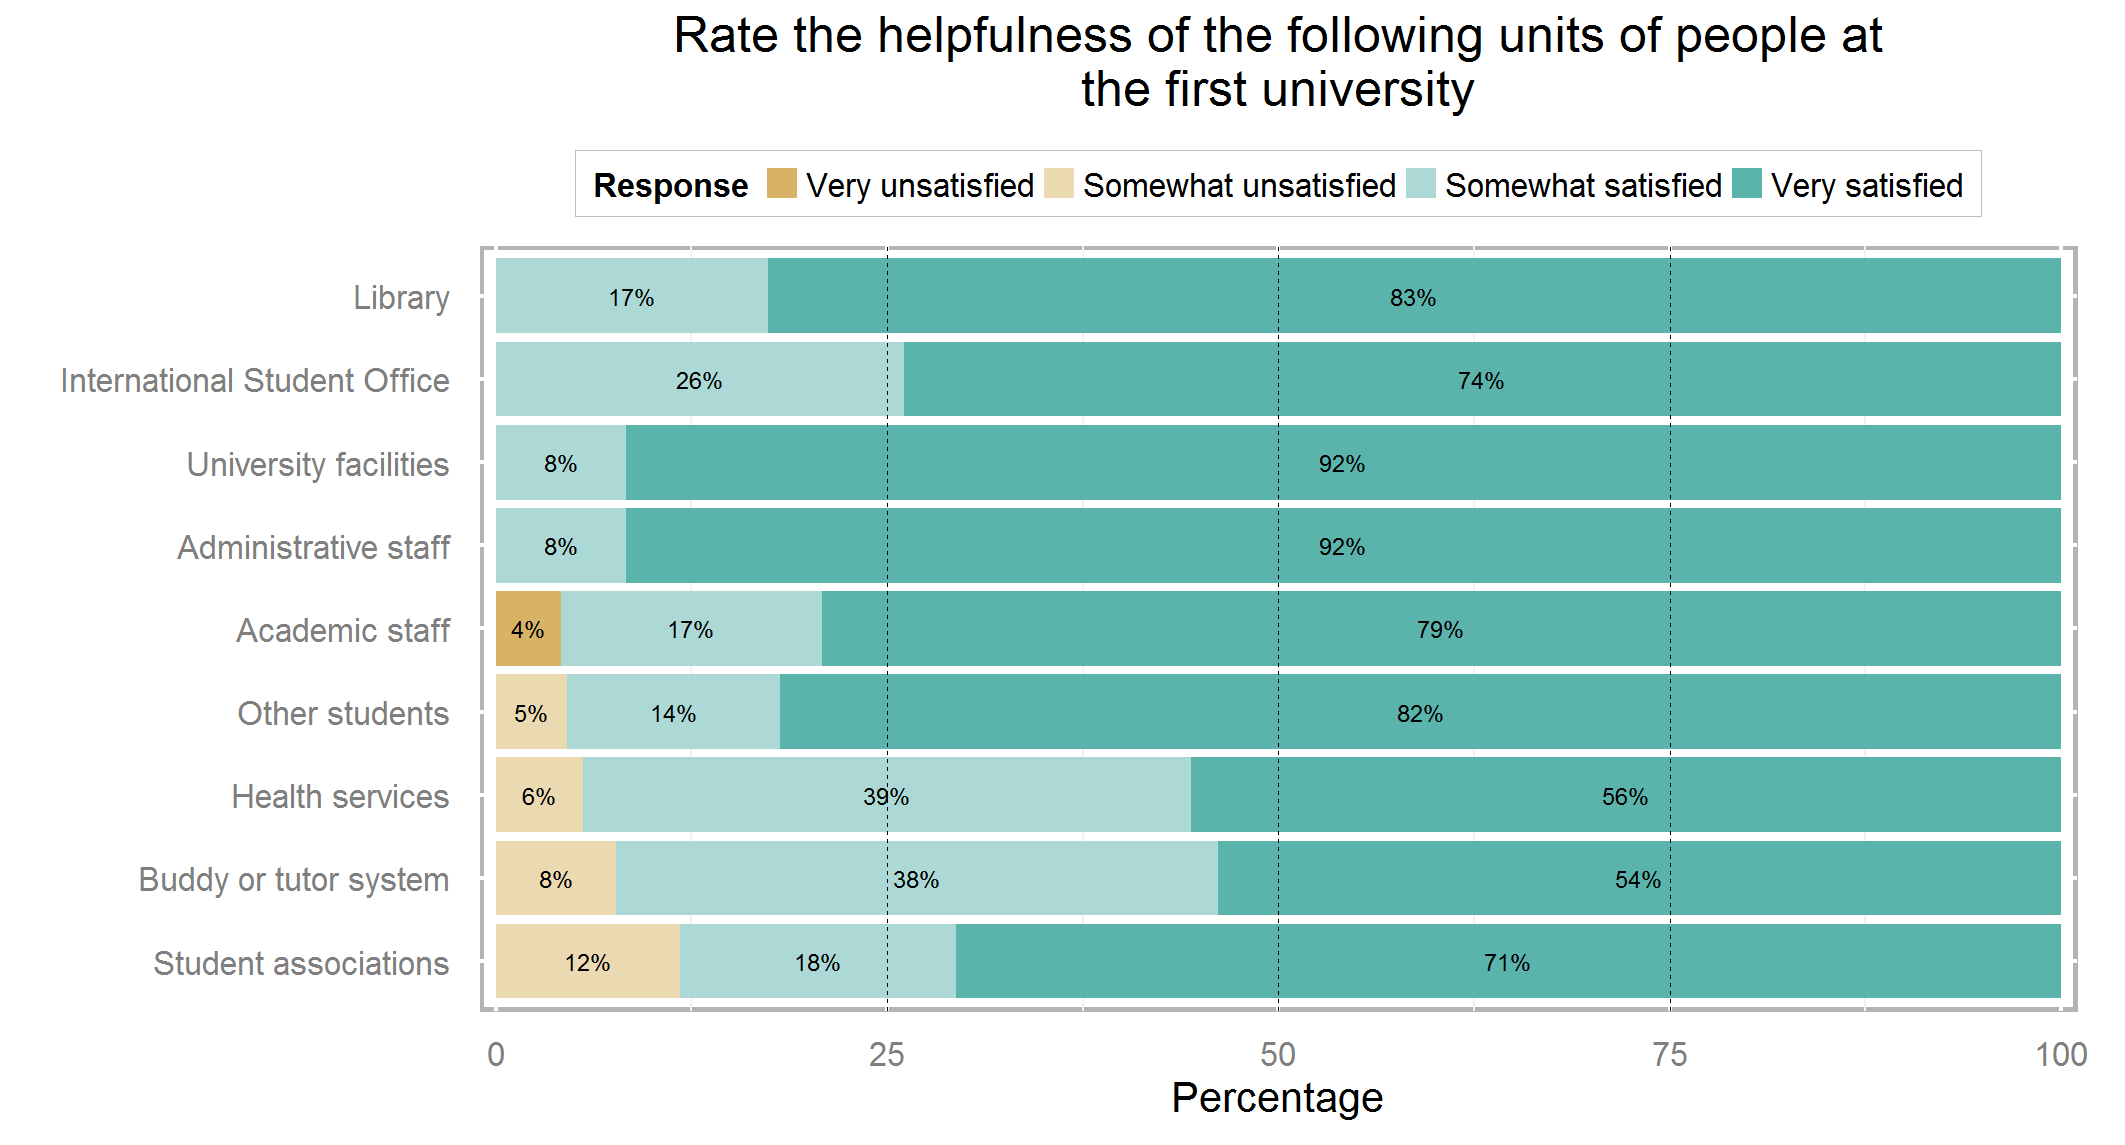 Rate the helpfulness of the following units of people at
the first university
Response Very unsatisfied Somewhat unsatisfied Somewhat satisfied Very satisfied
Library 17% 83%
International Student Office 26% 74%
University facilities 8% 92%
Administrative staff 8% 92%
Academic staff 4% 17% 79%
Other students 5% 14% 82%
Health services 6% 39% 56%
Buddy or tutor system 8% 38% 54%
Student associations 12% 18% 71%
0 25 50 75 100
Percentage